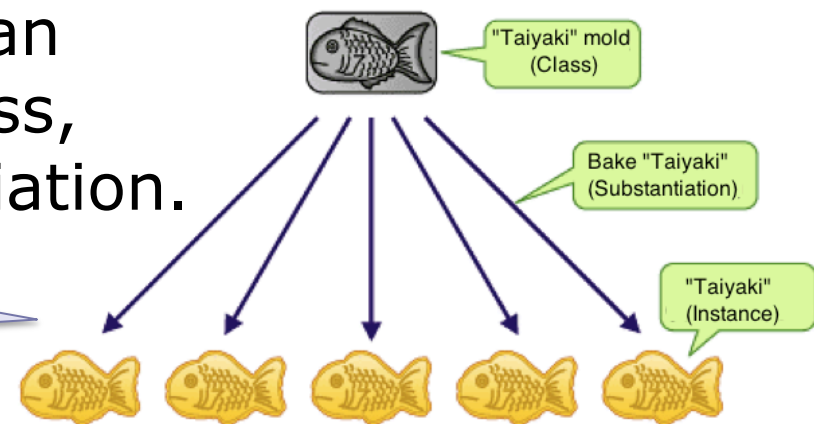 an
ss,
iation.
"Taiyaki" mold
(Class)
Bake "Taiyaki"
(Substantiation)
"Taiyaki"
(Instance)